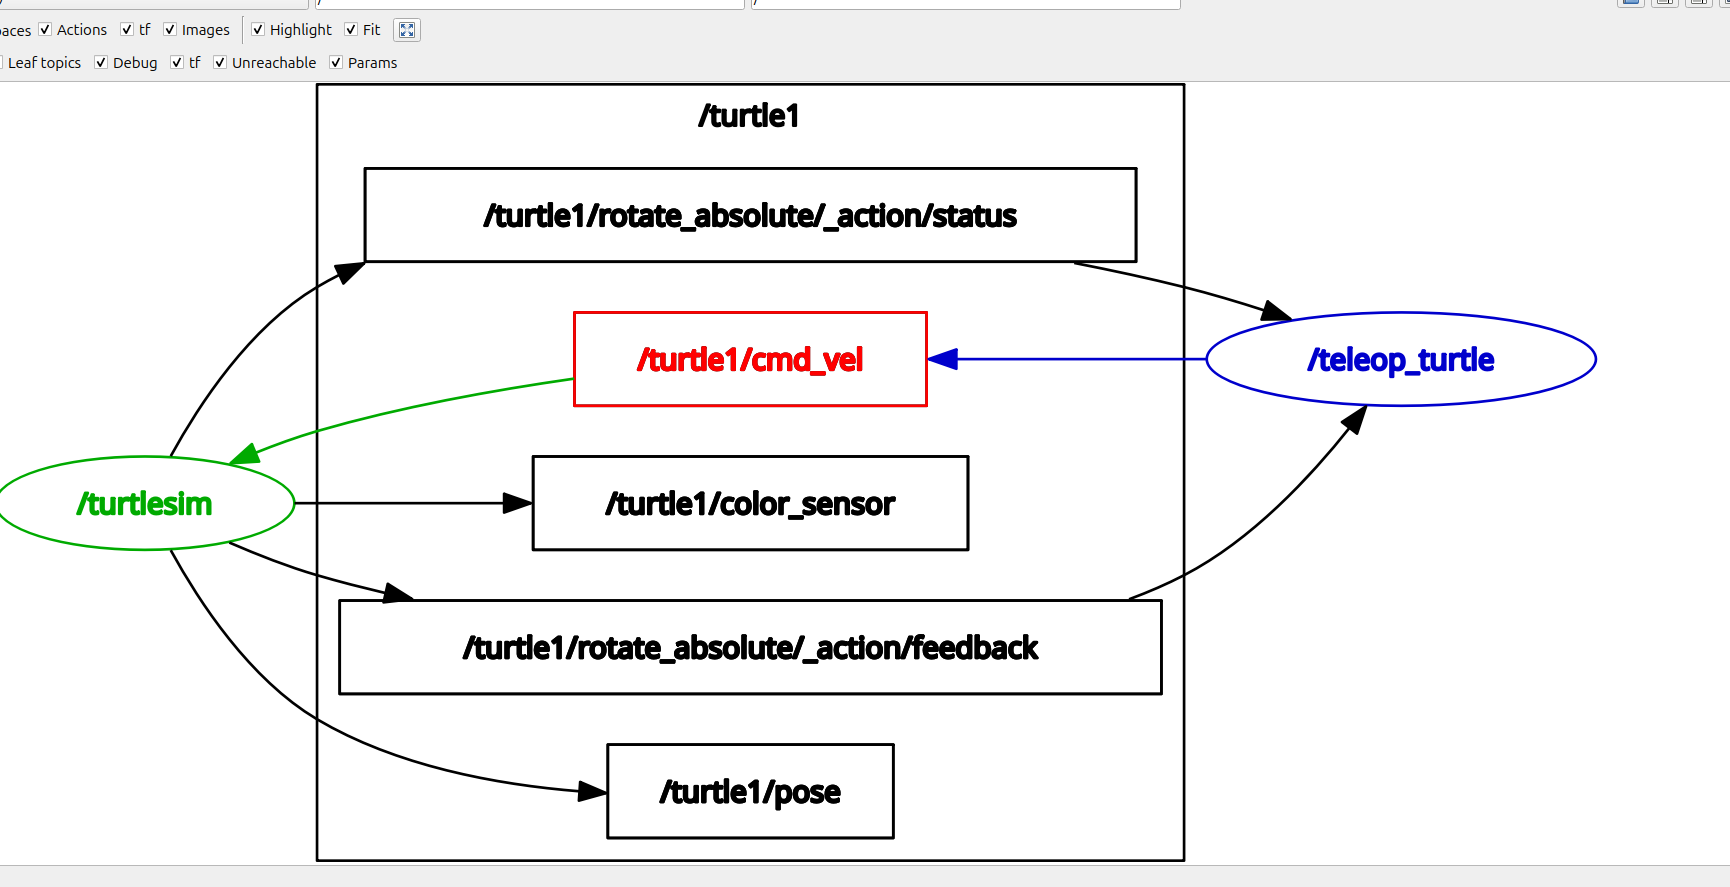 / /
aces Actions tf Images Highlight Fit
Leaf topics Debug tf Unreachable Params
/turtle1
/turtle1/rotate_absolute/_action/status
/turtle1/cmd_vel
/teleop_turtle
/turtlesim
/turtle1/color_sensor
/turtle1/rotate_absolute/_action/feedback
/turtle1/pose